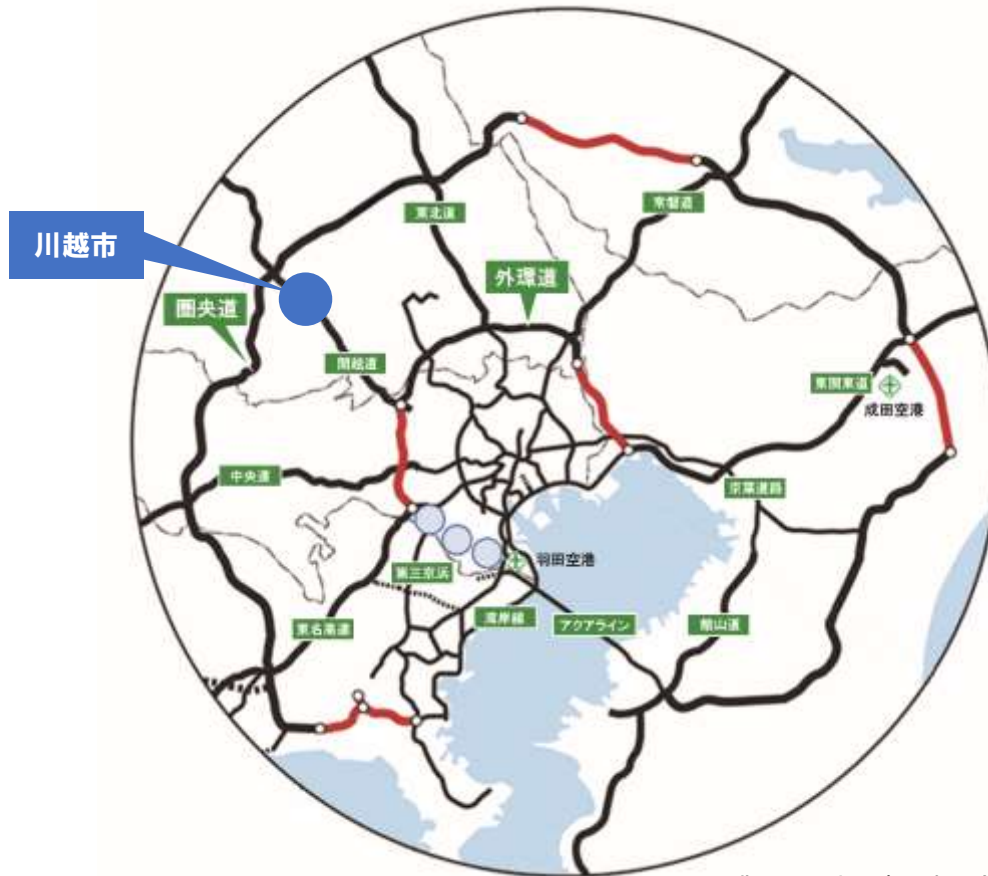 東北道
常磐道
川越市
外環道
圏央道
関越道
東関東道
成田空港
中央道
京葉道路
羽田空港
第三京浜
湾岸線
アクアライン
館山道
東名高速